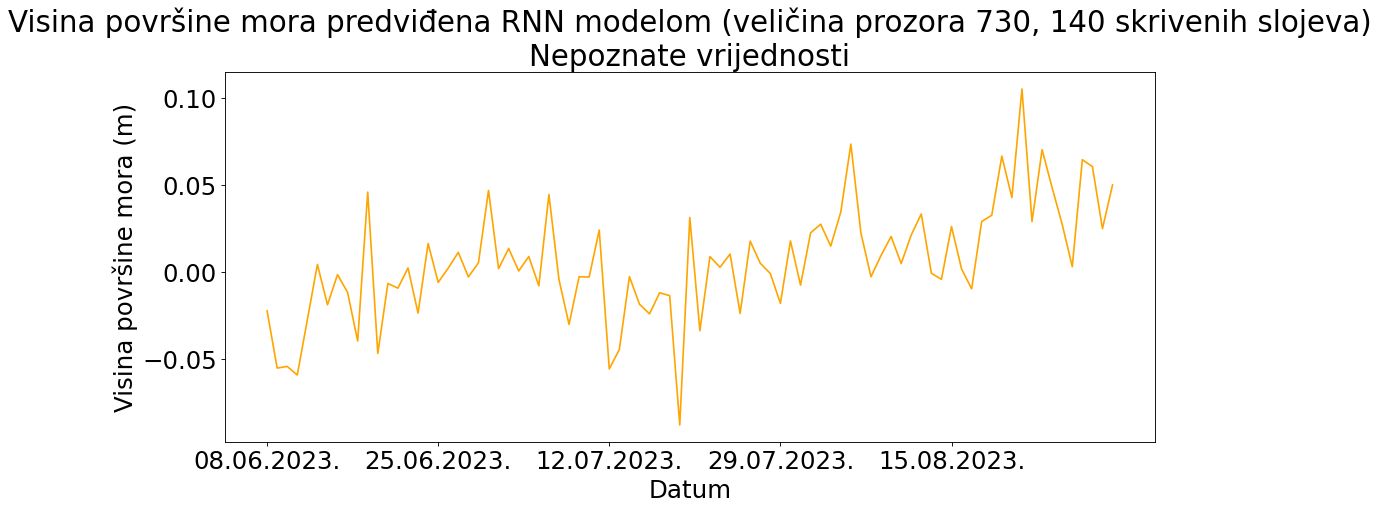 Visina površine mora predviđena RNN modelom (veličina prozora 730, 140 skrivenih slojeva)
Nepoznate vrijednosti
Visina površine mora (m)
0.10
0.05
0.00
−0.05
08.06.2023. 25.06.2023. 12.07.2023. 29.07.2023. 15.08.2023.
Datum